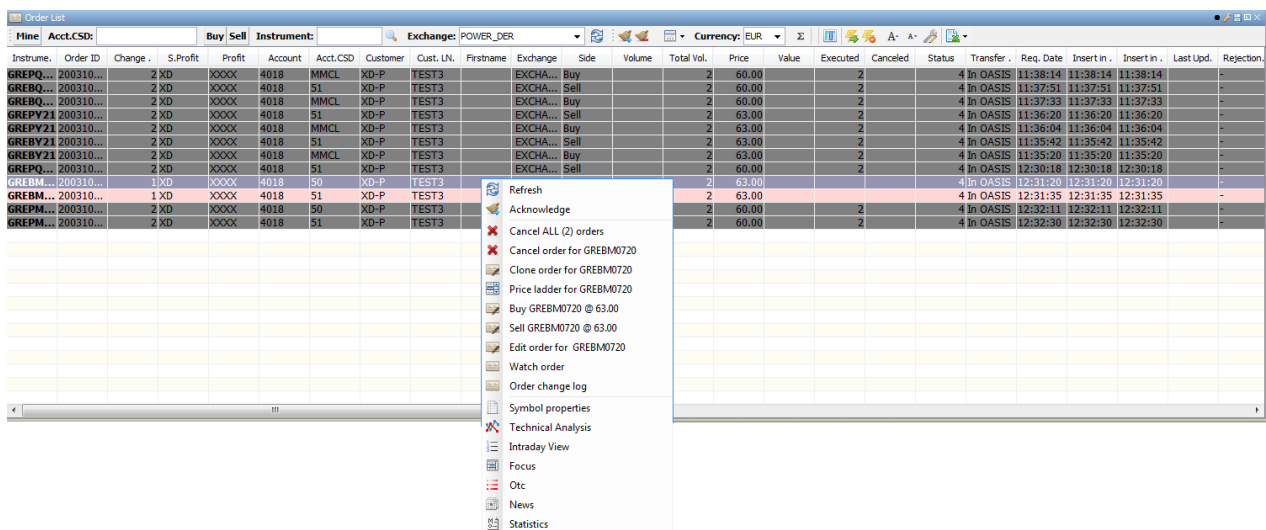 Order List
Mine Acct.CSD: Buy Sell Instrument: Exchange: POWER_DER Currency: EUR Σ A+ A-
Instrume. Order ID Change . S.Profit Profit Account Acct.CSD Customer Cust. LN. Firstname Exchange Side Volume Total Vol. Price Value Executed Canceled Status Transfer . Req. Date Insert in . Insert in . Last Upd. Rejection.
GREPQ... 200310... 2 XD XXXX 4018 MMCL XD-P TEST3 EXCHA... Buy 2 60.00 2 4 In OASIS 11:38:14 11:38:14 11:38:14 -
GREBQ... 200310... 2 XD XXXX 4018 51 XD-P TEST3 EXCHA... Sell 2 60.00 2 4 In OASIS 11:37:51 11:37:51 11:37:51 -
GREBQ... 200310... 2 XD XXXX 4018 MMCL XD-P TEST3 EXCHA... Buy 2 60.00 2 4 In OASIS 11:37:33 11:37:33 11:37:33 -
GREPY21 200310... 2 XD XXXX 4018 51 XD-P TEST3 EXCHA... Sell 2 63.00 2 4 In OASIS 11:36:20 11:36:20 11:36:20 -
GREPY21 200310... 2 XD XXXX 4018 MMCL XD-P TEST3 EXCHA... Buy 2 63.00 2 4 In OASIS 11:36:04 11:36:04 11:36:04 -
GREBY21 200310... 2 XD XXXX 4018 51 XD-P TEST3 EXCHA... Sell 2 63.00 2 4 In OASIS 11:35:42 11:35:42 11:35:42 -
GREBY21 200310... 2 XD XXXX 4018 MMCL XD-P TEST3 EXCHA... Buy 2 63.00 2 4 In OASIS 11:35:20 11:35:20 11:35:20 -
GREPQ... 200310... 2 XD XXXX 4018 51 XD-P TEST3 EXCHA... Sell 2 60.00 2 4 In OASIS 12:30:18 12:30:18 12:30:18 -
GREBM... 200310... 1 XD XXXX 4018 50 XD-P TEST3 2 63.00 4 In OASIS 12:31:20 12:31:20 12:31:20 -
GREBM... 200310... 1 XD XXXX 4018 51 XD-P TEST3 2 63.00 4 In OASIS 12:31:35 12:31:35 12:31:35 -
GREPM... 200310... 2 XD XXXX 4018 50 XD-P TEST3 2 60.00 2 4 In OASIS 12:32:11 12:32:11 12:32:11 -
GREPM... 200310... 2 XD XXXX 4018 51 XD-P TEST3 2 60.00 2 4 In OASIS 12:32:30 12:32:30 12:32:30 -
Refresh
Acknowledge
Cancel ALL (2) orders
Cancel order for GREBM0720
Clone order for GREBM0720
Price ladder for GREBM0720
Buy GREBM0720 @ 63.00
Sell GREBM0720 @ 63.00
Edit order for GREBM0720
Watch order
Order change log
Symbol properties
Technical Analysis
Intraday View
Focus
Otc
News
Statistics